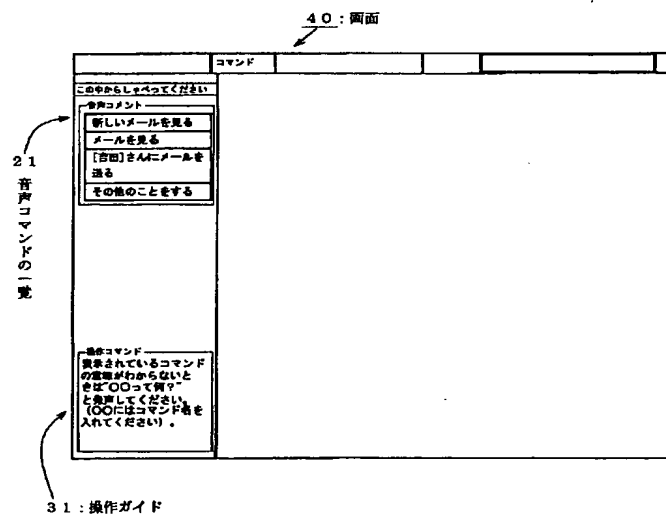 40：画面
コマンド
この中からしゃべってください
音声コメント
新しいメールを見る
メールを見る
[吉田]さんにメールを
送る
その他のことをする
21
音声コマンドの一覧
操作コマンド
表示されているコマンド
の意味がわからないと
きは“〇〇って何？”
と発声してください。
（〇〇にはコマンド名を
入れてください）。
31：操作ガイド